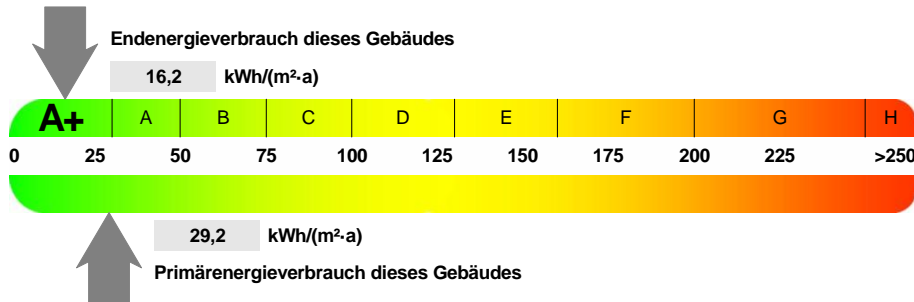 Endenergieverbrauch dieses Gebäudes
16,2 kWh/(m²·a)
A+ A B C D E F G H
0 25 50 75 100 125 150 175 200 225 >250
29,2 kWh/(m²·a)
Primärenergieverbrauch dieses Gebäudes